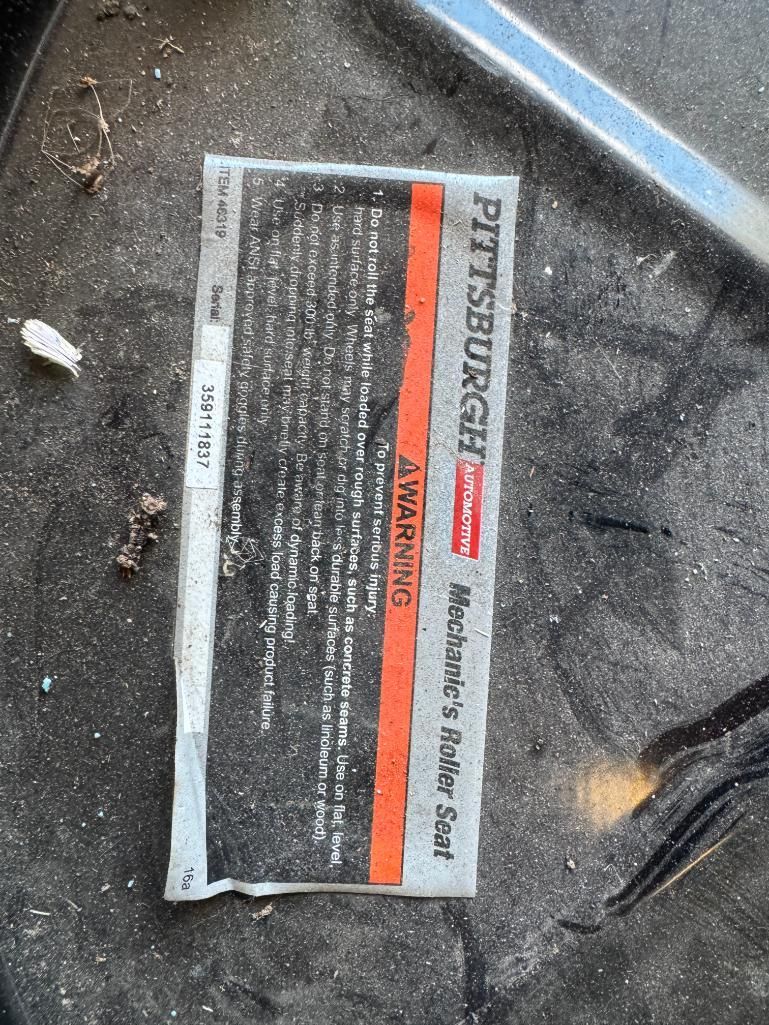 PITTSBURGH AUTOMOTIVE Mechanic's Roller Seat
WARNING
To prevent serious injury:
1. Do not roll the seat while loaded over rough surfaces, such as concrete seams. Use on flat, level,
hard surface only. Wheels may scratch or dig into less durable surfaces (such as linoleum or wood).
2. Use as intended only. Do not stand on seat or lean back on seat.
3. Do not exceed 300 lb. weight capacity. Be aware of dynamic loading!
Suddenly dropping into seat may briefly create excess load causing product failure.
4. Use on flat, level, hard surface only.
5. Wear ANSI-approved safety goggles during assembly.
ITEM 46319 Serial: 359111837 16a